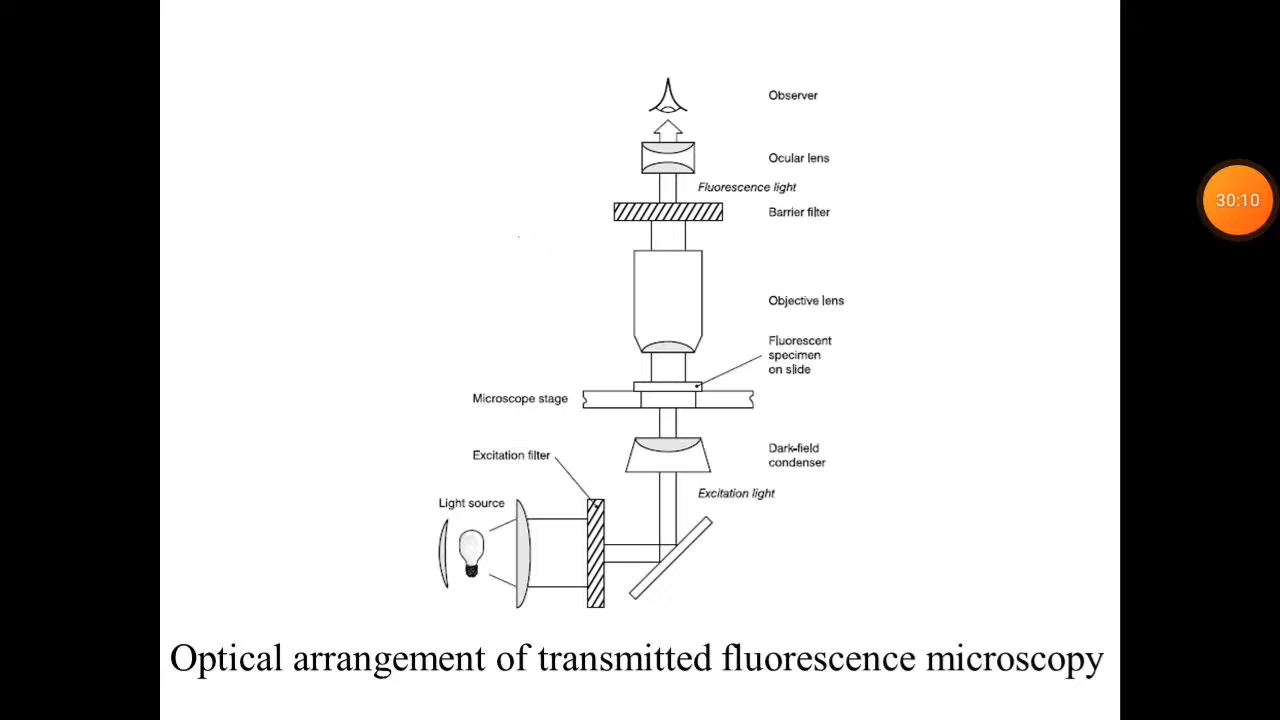 Observer
Ocular lens
Fluorescence light
Barrier filter
30:10
Objective lens
Fluorescent
specimen
on slide
Microscope stage
Dark-field
condenser
Excitation filter
Excitation light
Light source
Optical arrangement of transmitted fluorescence microscopy